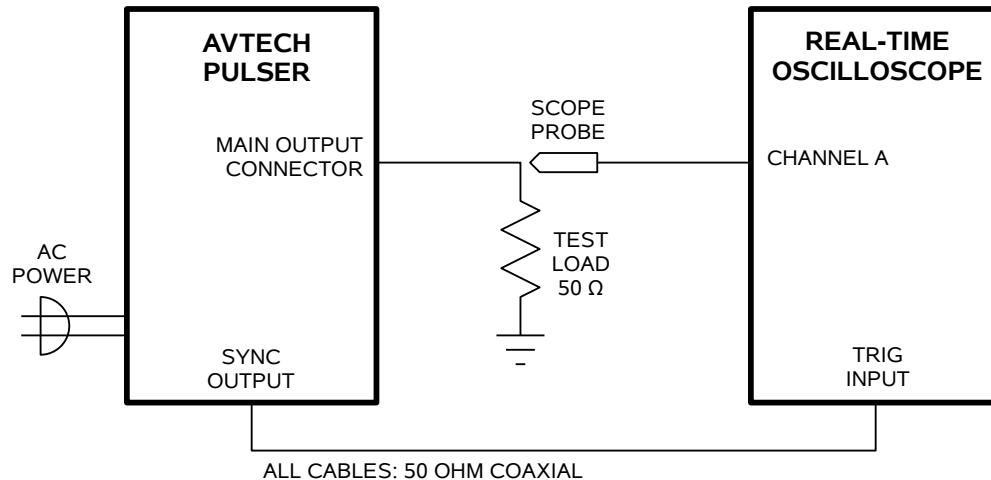 AVTECH
PULSER
REAL-TIME
OSCILLOSCOPE
SCOPE
PROBE
MAIN OUTPUT
CONNECTOR
CHANNEL A
TEST
LOAD
50 Ω
AC
POWER
SYNC
OUTPUT
TRIG
INPUT
ALL CABLES: 50 OHM COAXIAL